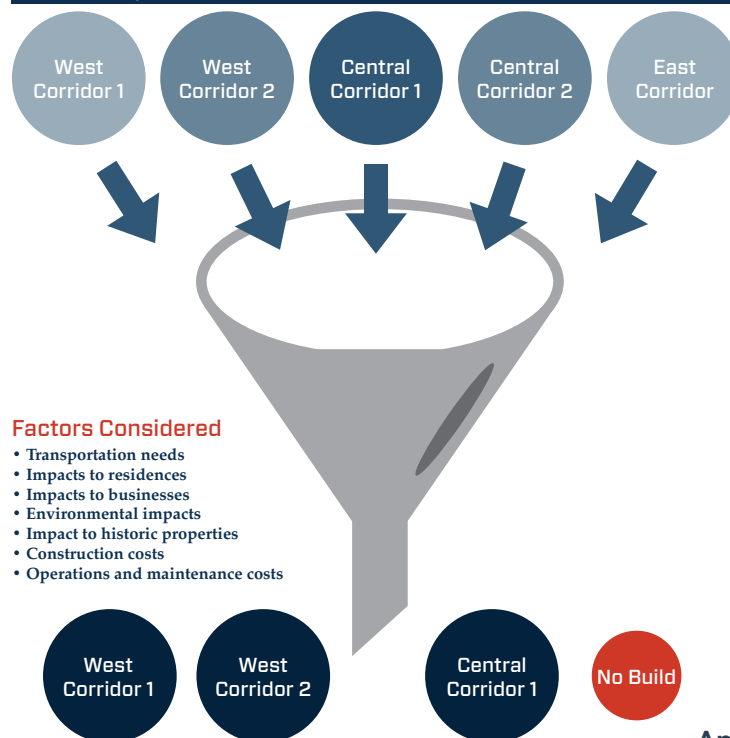 West
Corridor 1
West
Corridor 2
Central
Corridor 1
Central
Corridor 2
East
Corridor
Factors Considered
• Transportation needs
• Impacts to residences
• Impacts to businesses
• Environmental impacts
• Impact to historic properties
• Construction costs
• Operations and maintenance costs
West
Corridor 1
West
Corridor 2
Central
Corridor 1
No Build